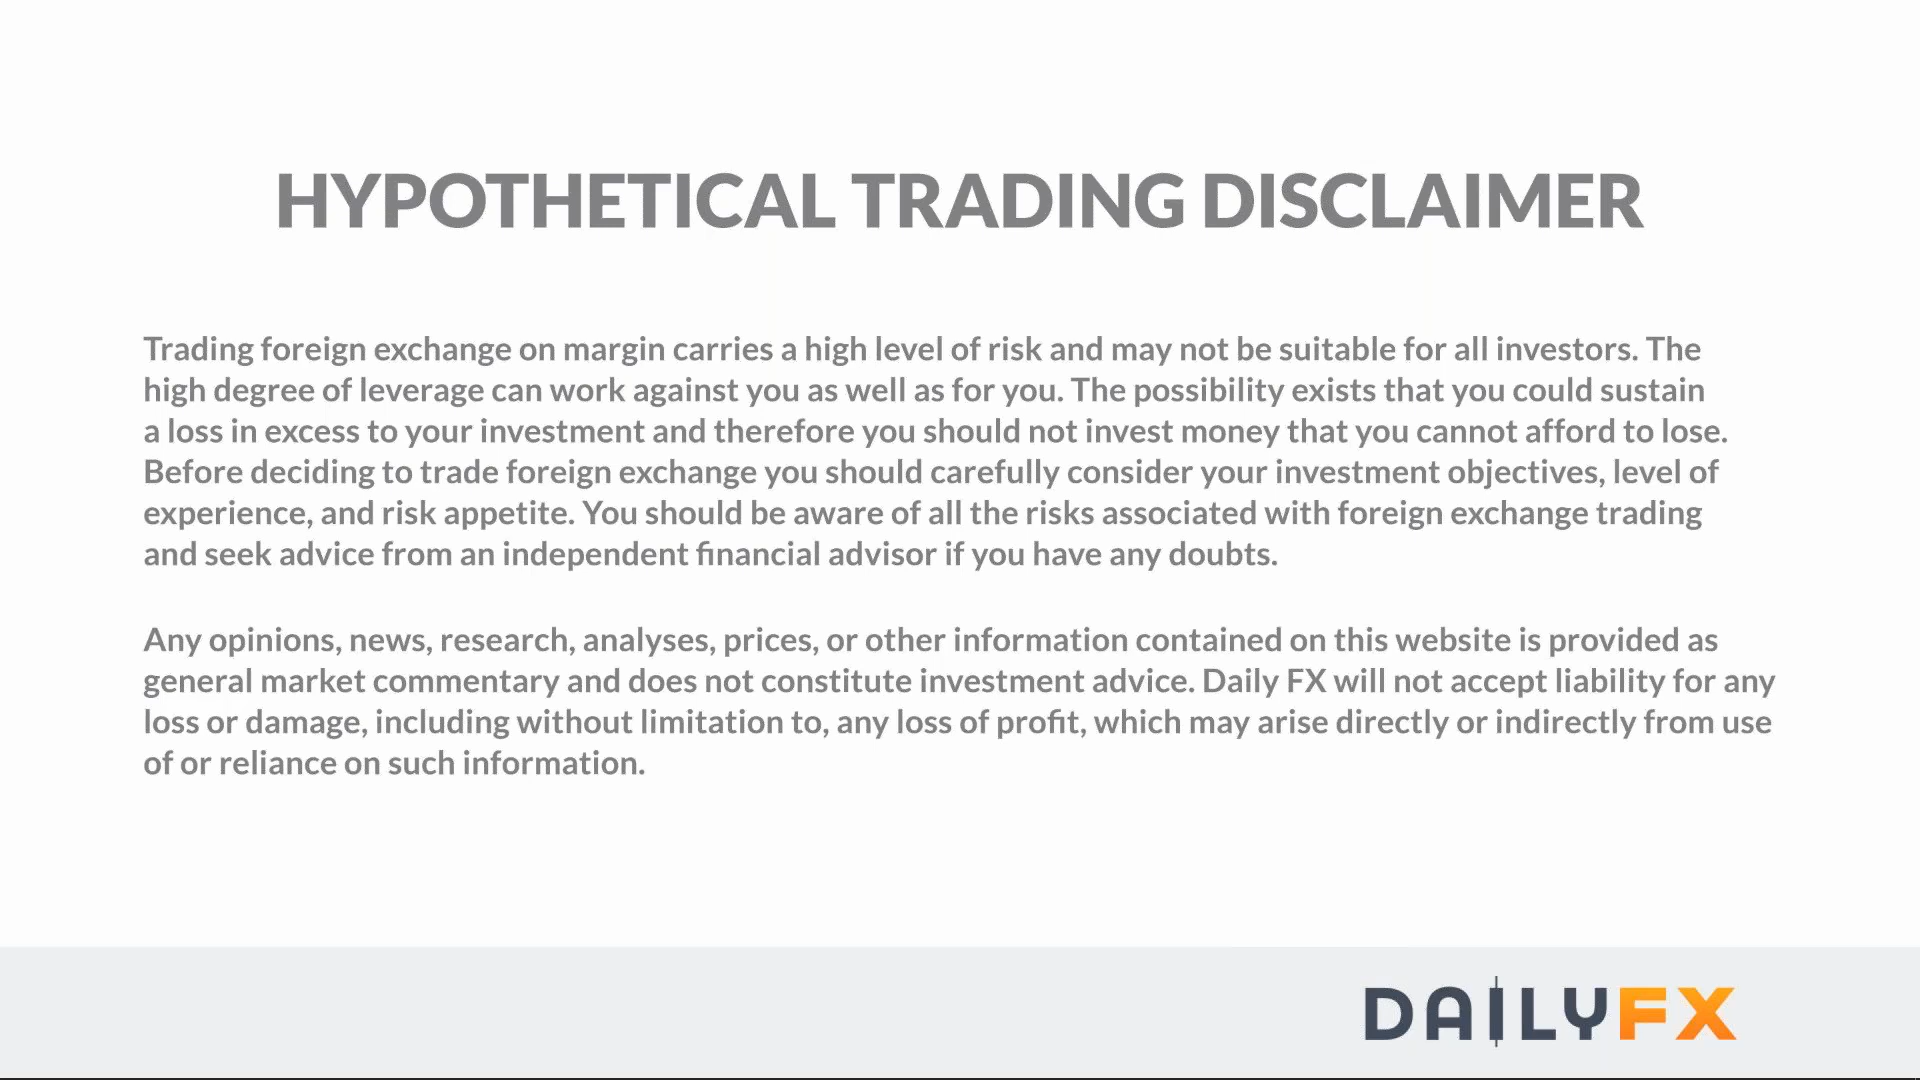 HYPOTHETICAL TRADING DISCLAIMER
Trading foreign exchange on margin carries a high level of risk and may not be suitable for all investors. The
high degree of leverage can work against you as well as for you. The possibility exists that you could sustain
a loss in excess to your investment and therefore you should not invest money that you cannot afford to lose.
Before deciding to trade foreign exchange you should carefully consider your investment objectives, level of
experience, and risk appetite. You should be aware of all the risks associated with foreign exchange trading
and seek advice from an independent financial advisor if you have any doubts.
Any opinions, news, research, analyses, prices, or other information contained on this website is provided as
general market commentary and does not constitute investment advice. Daily FX will not accept liability for any
loss or damage, including without limitation to, any loss of profit, which may arise directly or indirectly from use
of or reliance on such information.
DAILYFX